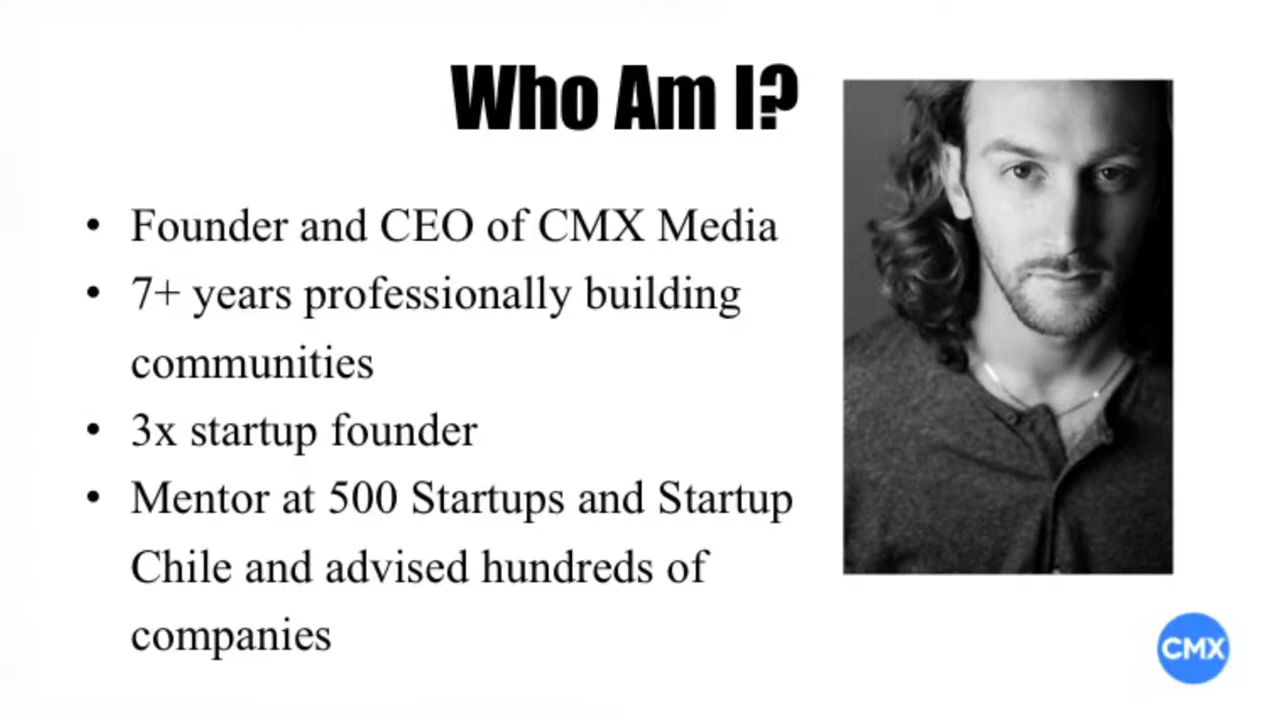 Who Am I?
• Founder and CEO of CMX Media
• 7+ years professionally building
communities
• 3x startup founder
• Mentor at 500 Startups and Startup
Chile and advised hundreds of
companies
CMX